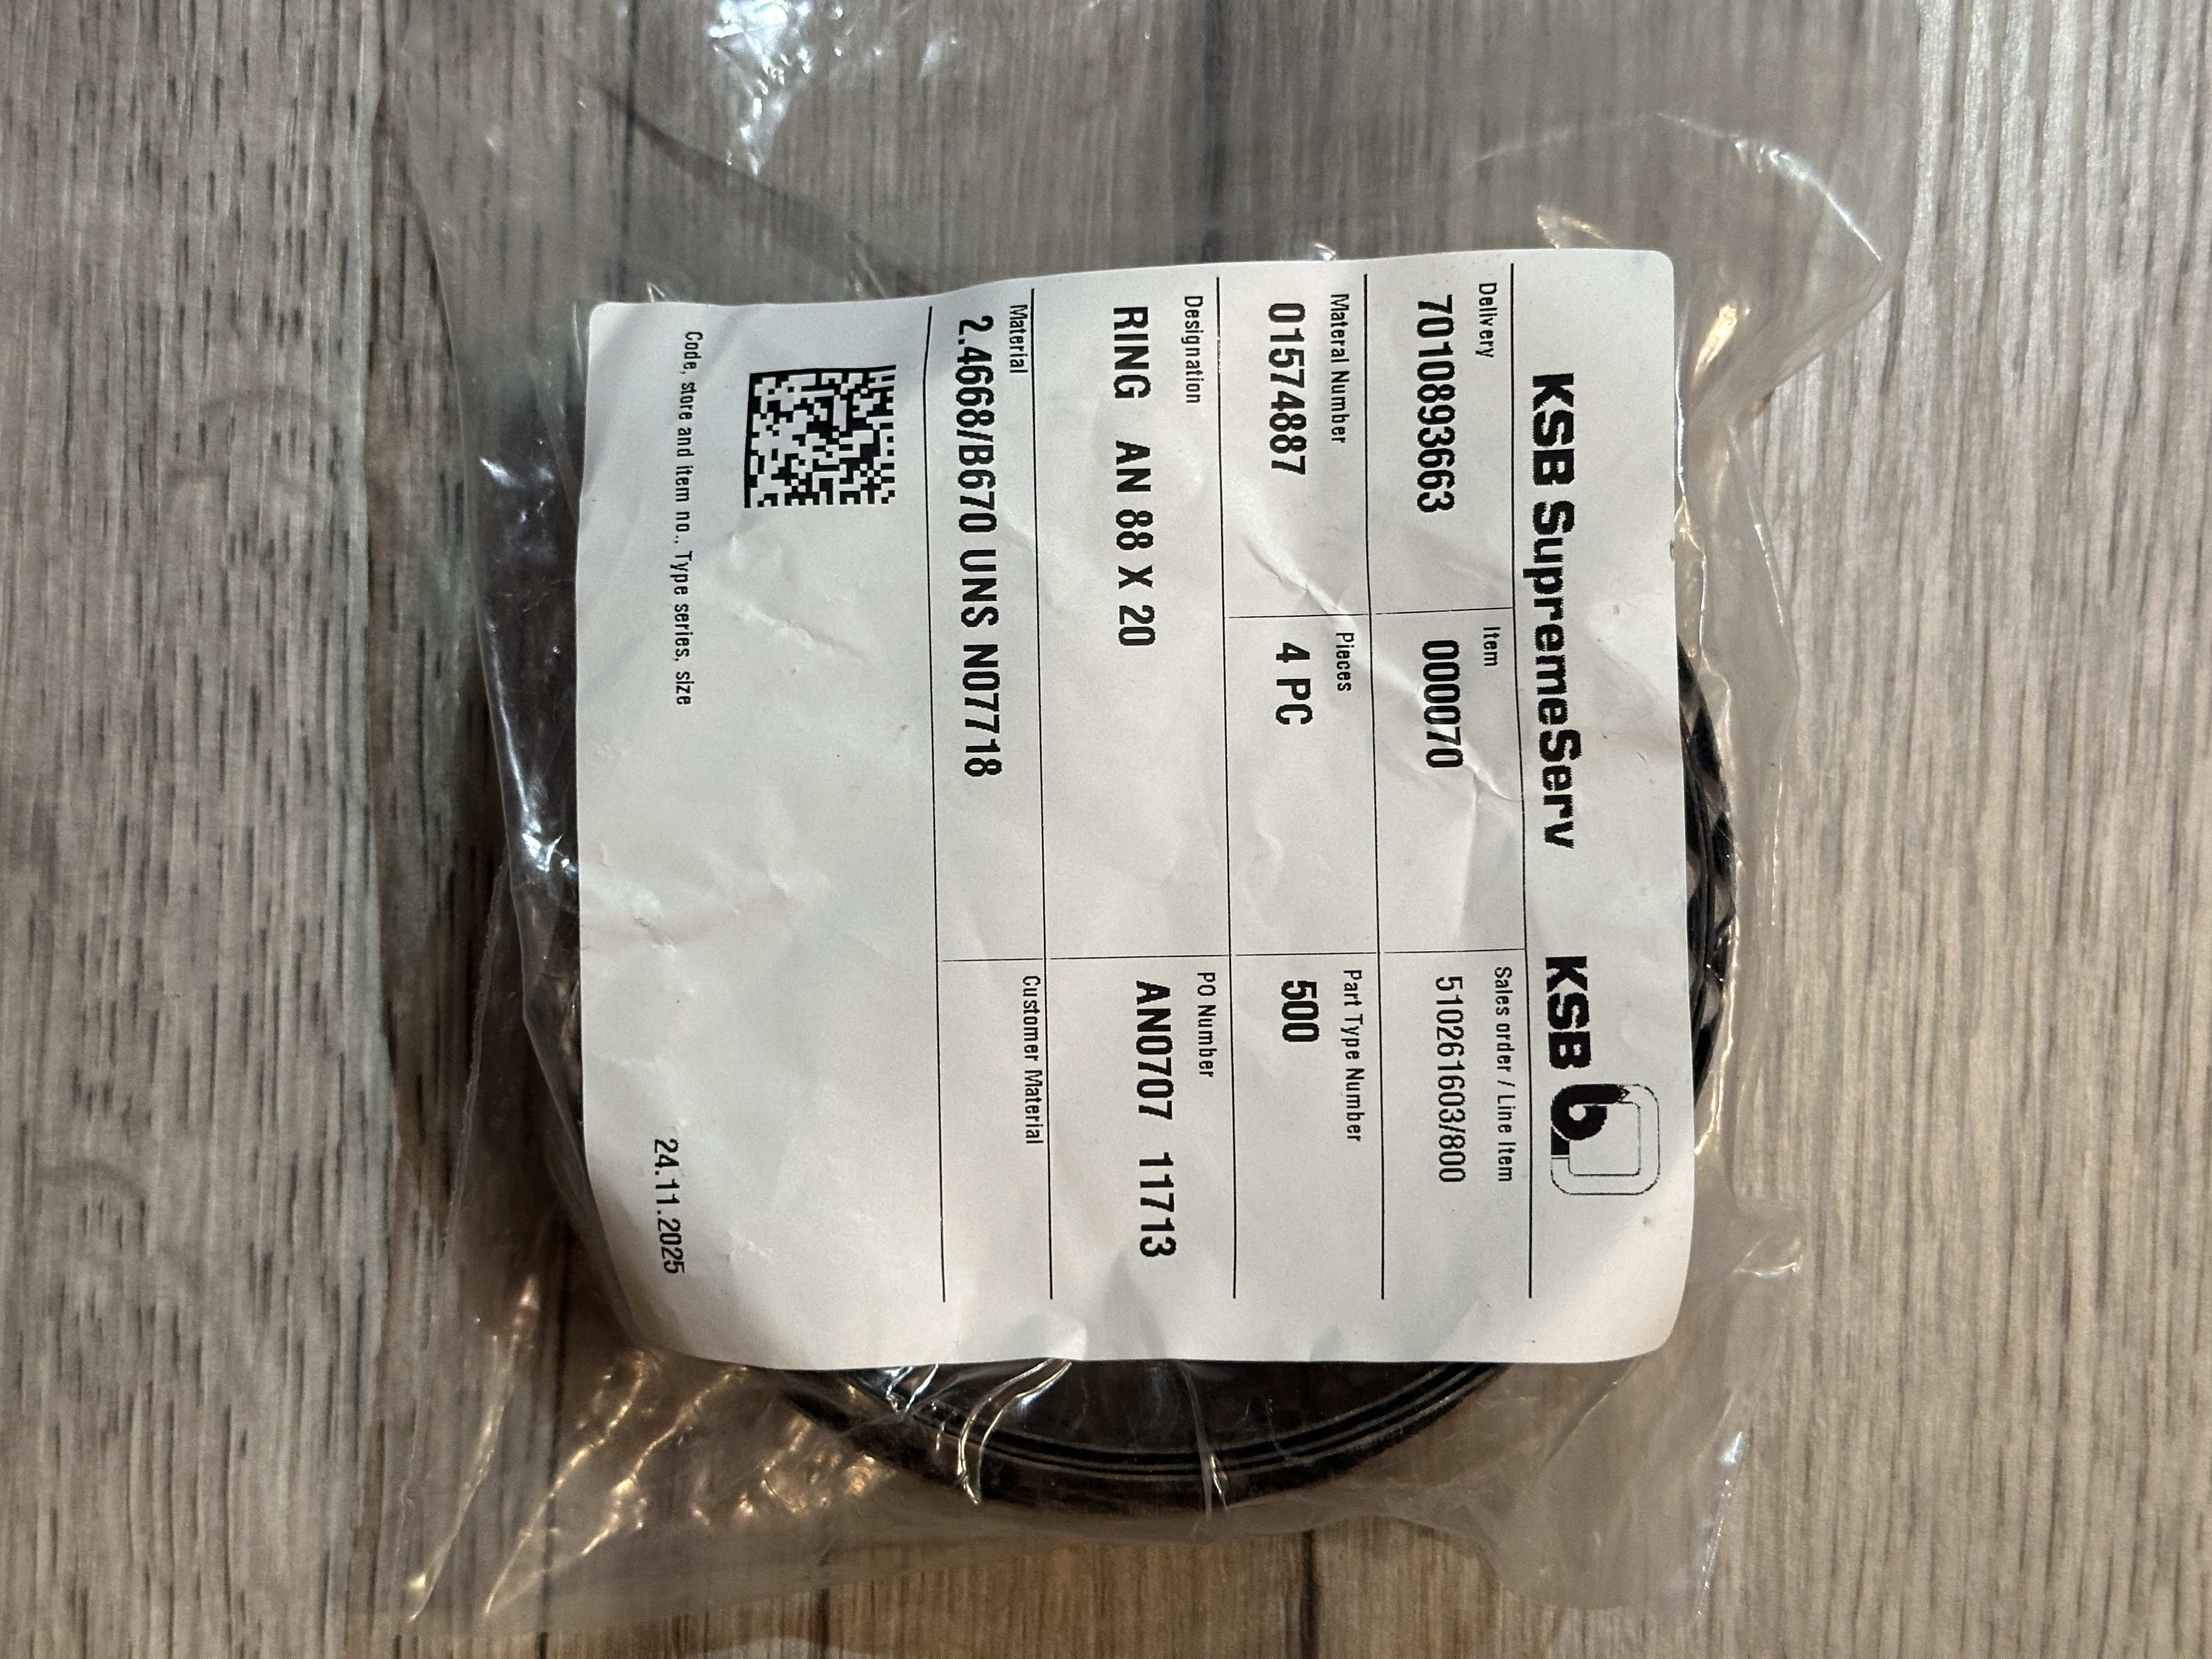 KSB SupremeServ KSB
Delivery Item Sales order / Line Item
7010893663 0000070 510261603/800
Materal Number Pieces Part Type Number
01574887 4 PC 500
Designation PO Number
RING AN 88 X 20 AN0707 11713
Material Customer Material
2.4668/B670 UNS N07718
Code, store and item no., Type series, size
24.11.2025